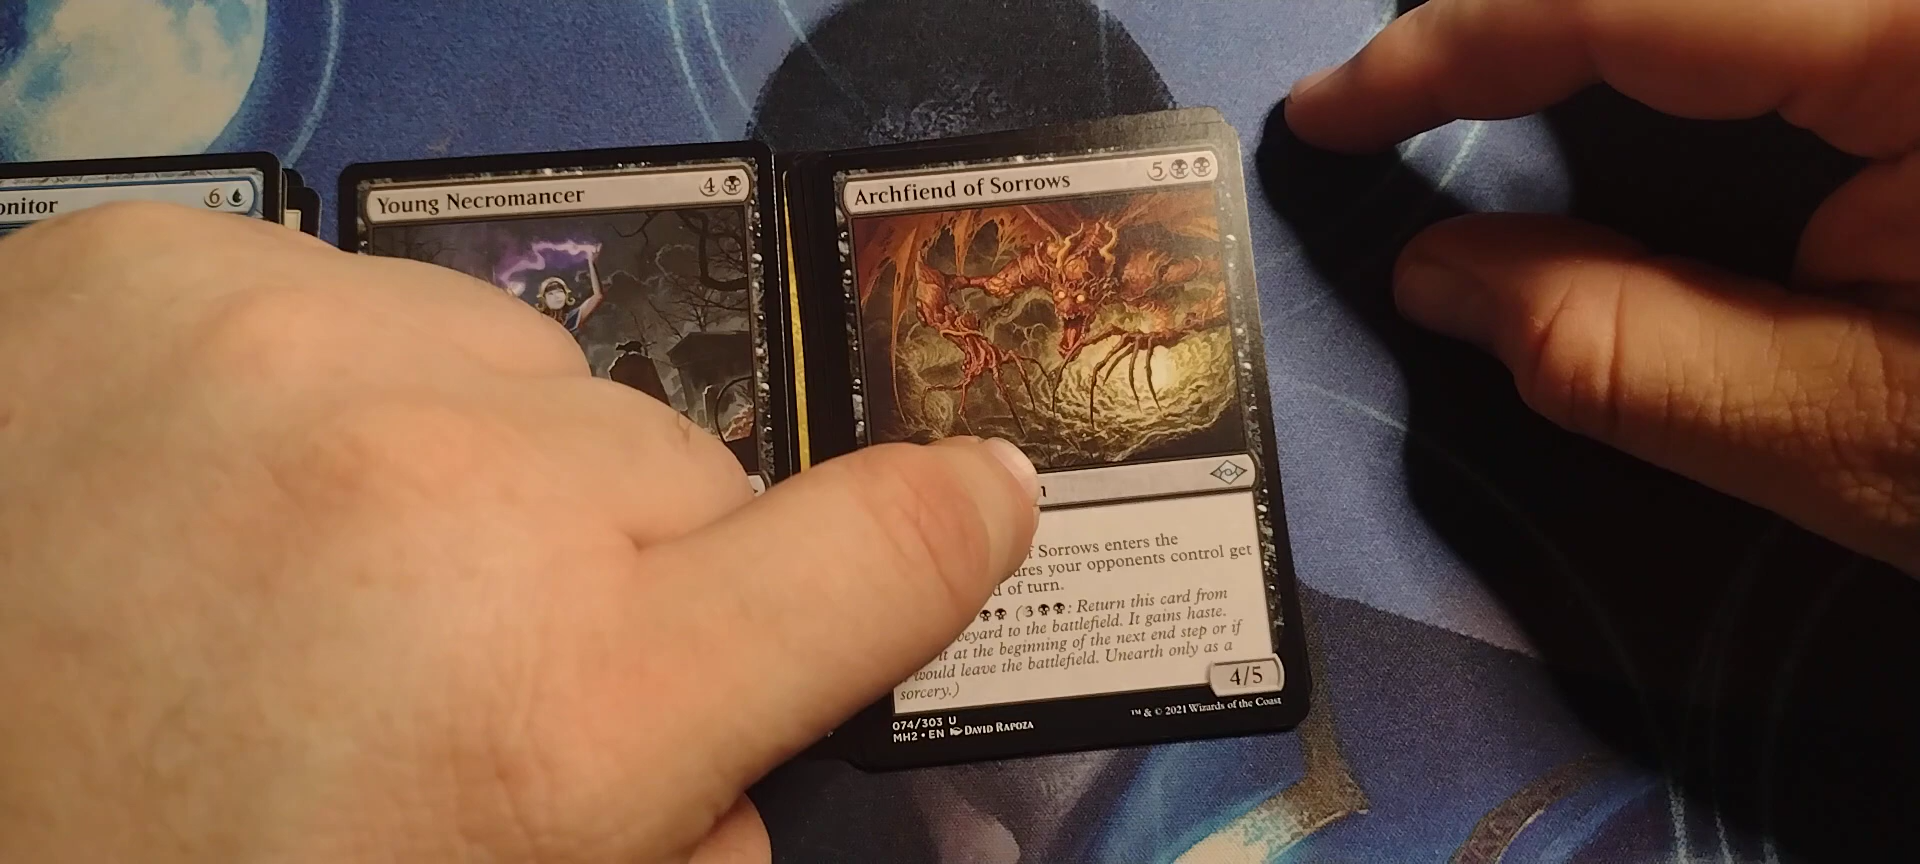 onitor
6
Young Necromancer
4
Archfiend of Sorrows
5
Sorrows enters the
your opponents control get
of turn.
(3 : Return this card from
to the battlefield. It gains haste.
it at the beginning of the next end step or if
would leave the battlefield. Unearth only as a
sorcery.)
4/5
074/303 U
MH2 • EN DAVID RAPOZA
™ & © 2021 Wizards of the Coast